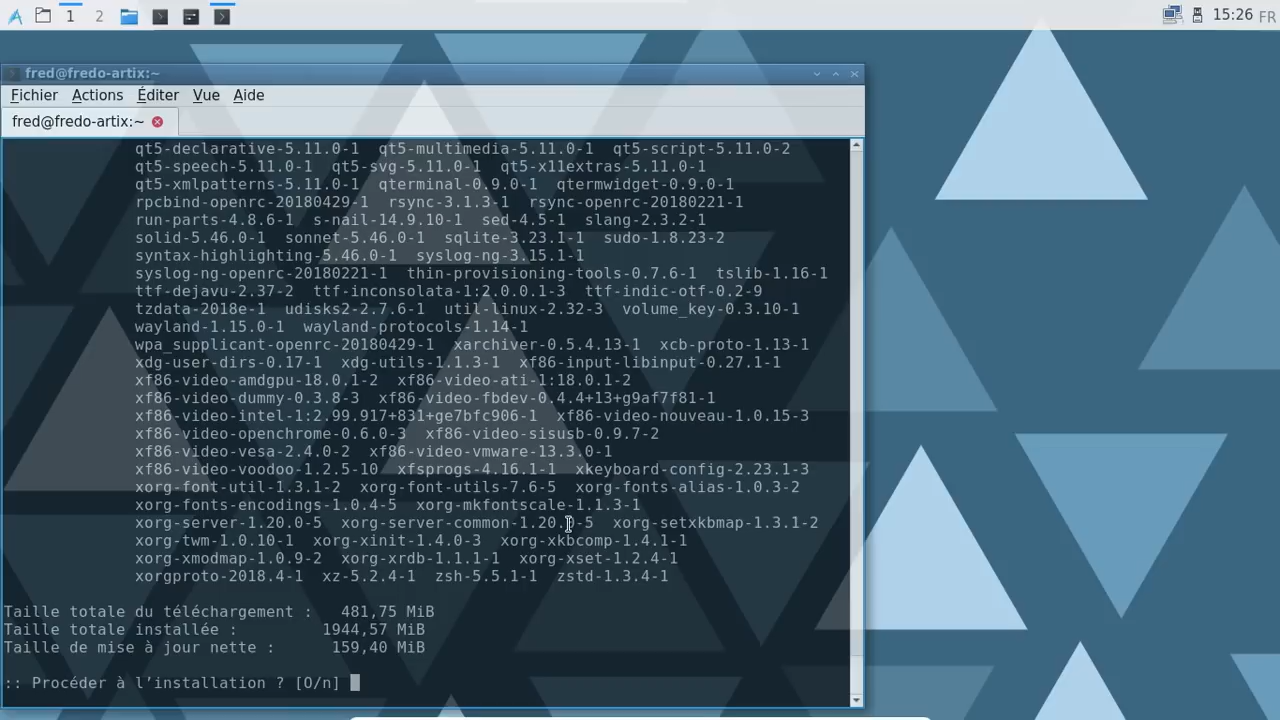 1 2 15:26 FR
fred@fredo-artix:~
Fichier Actions Éditer Vue Aide
fred@fredo-artix:~
qt5-declarative-5.11.0-1 qt5-multimedia-5.11.0-1 qt5-script-5.11.0-2
qt5-speech-5.11.0-1 qt5-svg-5.11.0-1 qt5-x11extras-5.11.0-1
qt5-xmlpatterns-5.11.0-1 qterminal-0.9.0-1 qtermwidget-0.9.0-1
rpcbind-openrc-20180429-1 rsync-3.1.3-1 rsync-openrc-20180221-1
run-parts-4.8.6-1 s-nail-14.9.10-1 sed-4.5-1 slang-2.3.2-1
solid-5.46.0-1 sonnet-5.46.0-1 sqlite-3.23.1-1 sudo-1.8.23-2
syntax-highlighting-5.46.0-1 syslog-ng-3.15.1-1
syslog-ng-openrc-20180221-1 thin-provisioning-tools-0.7.6-1 tslib-1.16-1
ttf-dejavu-2.37-2 ttf-inconsolata-1:2.0.0.1-3 ttf-indic-otf-0.2-9
tzdata-2018e-1 udisks2-2.7.6-1 util-linux-2.32-3 volume_key-0.3.10-1
wayland-1.15.0-1 wayland-protocols-1.14-1
wpa_supplicant-openrc-20180429-1 xarchiver-0.5.4.13-1 xcb-proto-1.13-1
xdg-user-dirs-0.17-1 xdg-utils-1.1.3-1 xf86-input-libinput-0.27.1-1
xf86-video-amdgpu-18.0.1-2 xf86-video-ati-1:18.0.1-2
xf86-video-dummy-0.3.8-3 xf86-video-fbdev-0.4.4+13+g9af7f81-1
xf86-video-intel-1:2.99.917+831+ge7bfc906-1 xf86-video-nouveau-1.0.15-3
xf86-video-openchrome-0.6.0-3 xf86-video-sisusb-0.9.7-2
xf86-video-vesa-2.4.0-2 xf86-video-vmware-13.3.0-1
xf86-video-voodoo-1.2.5-10 xfsprogs-4.16.1-1 xkeyboard-config-2.23.1-3
xorg-font-util-1.3.1-2 xorg-font-utils-7.6-5 xorg-fonts-alias-1.0.3-2
xorg-fonts-encodings-1.0.4-5 xorg-mkfontscale-1.1.3-1
xorg-server-1.20.0-5 xorg-server-common-1.20.0-5 xorg-setxkbmap-1.3.1-2
xorg-twm-1.0.10-1 xorg-xinit-1.4.0-3 xorg-xkbcomp-1.4.1-1
xorg-xmodmap-1.0.9-2 xorg-xrdb-1.1.1-1 xorg-xset-1.2.4-1
xorgproto-2018.4-1 xz-5.2.4-1 zsh-5.5.1-1 zstd-1.3.4-1
Taille totale du téléchargement : 481,75 MiB
Taille totale installée : 1944,57 MiB
Taille de mise à jour nette : 159,40 MiB
:: Procéder à l’installation ? [O/n]